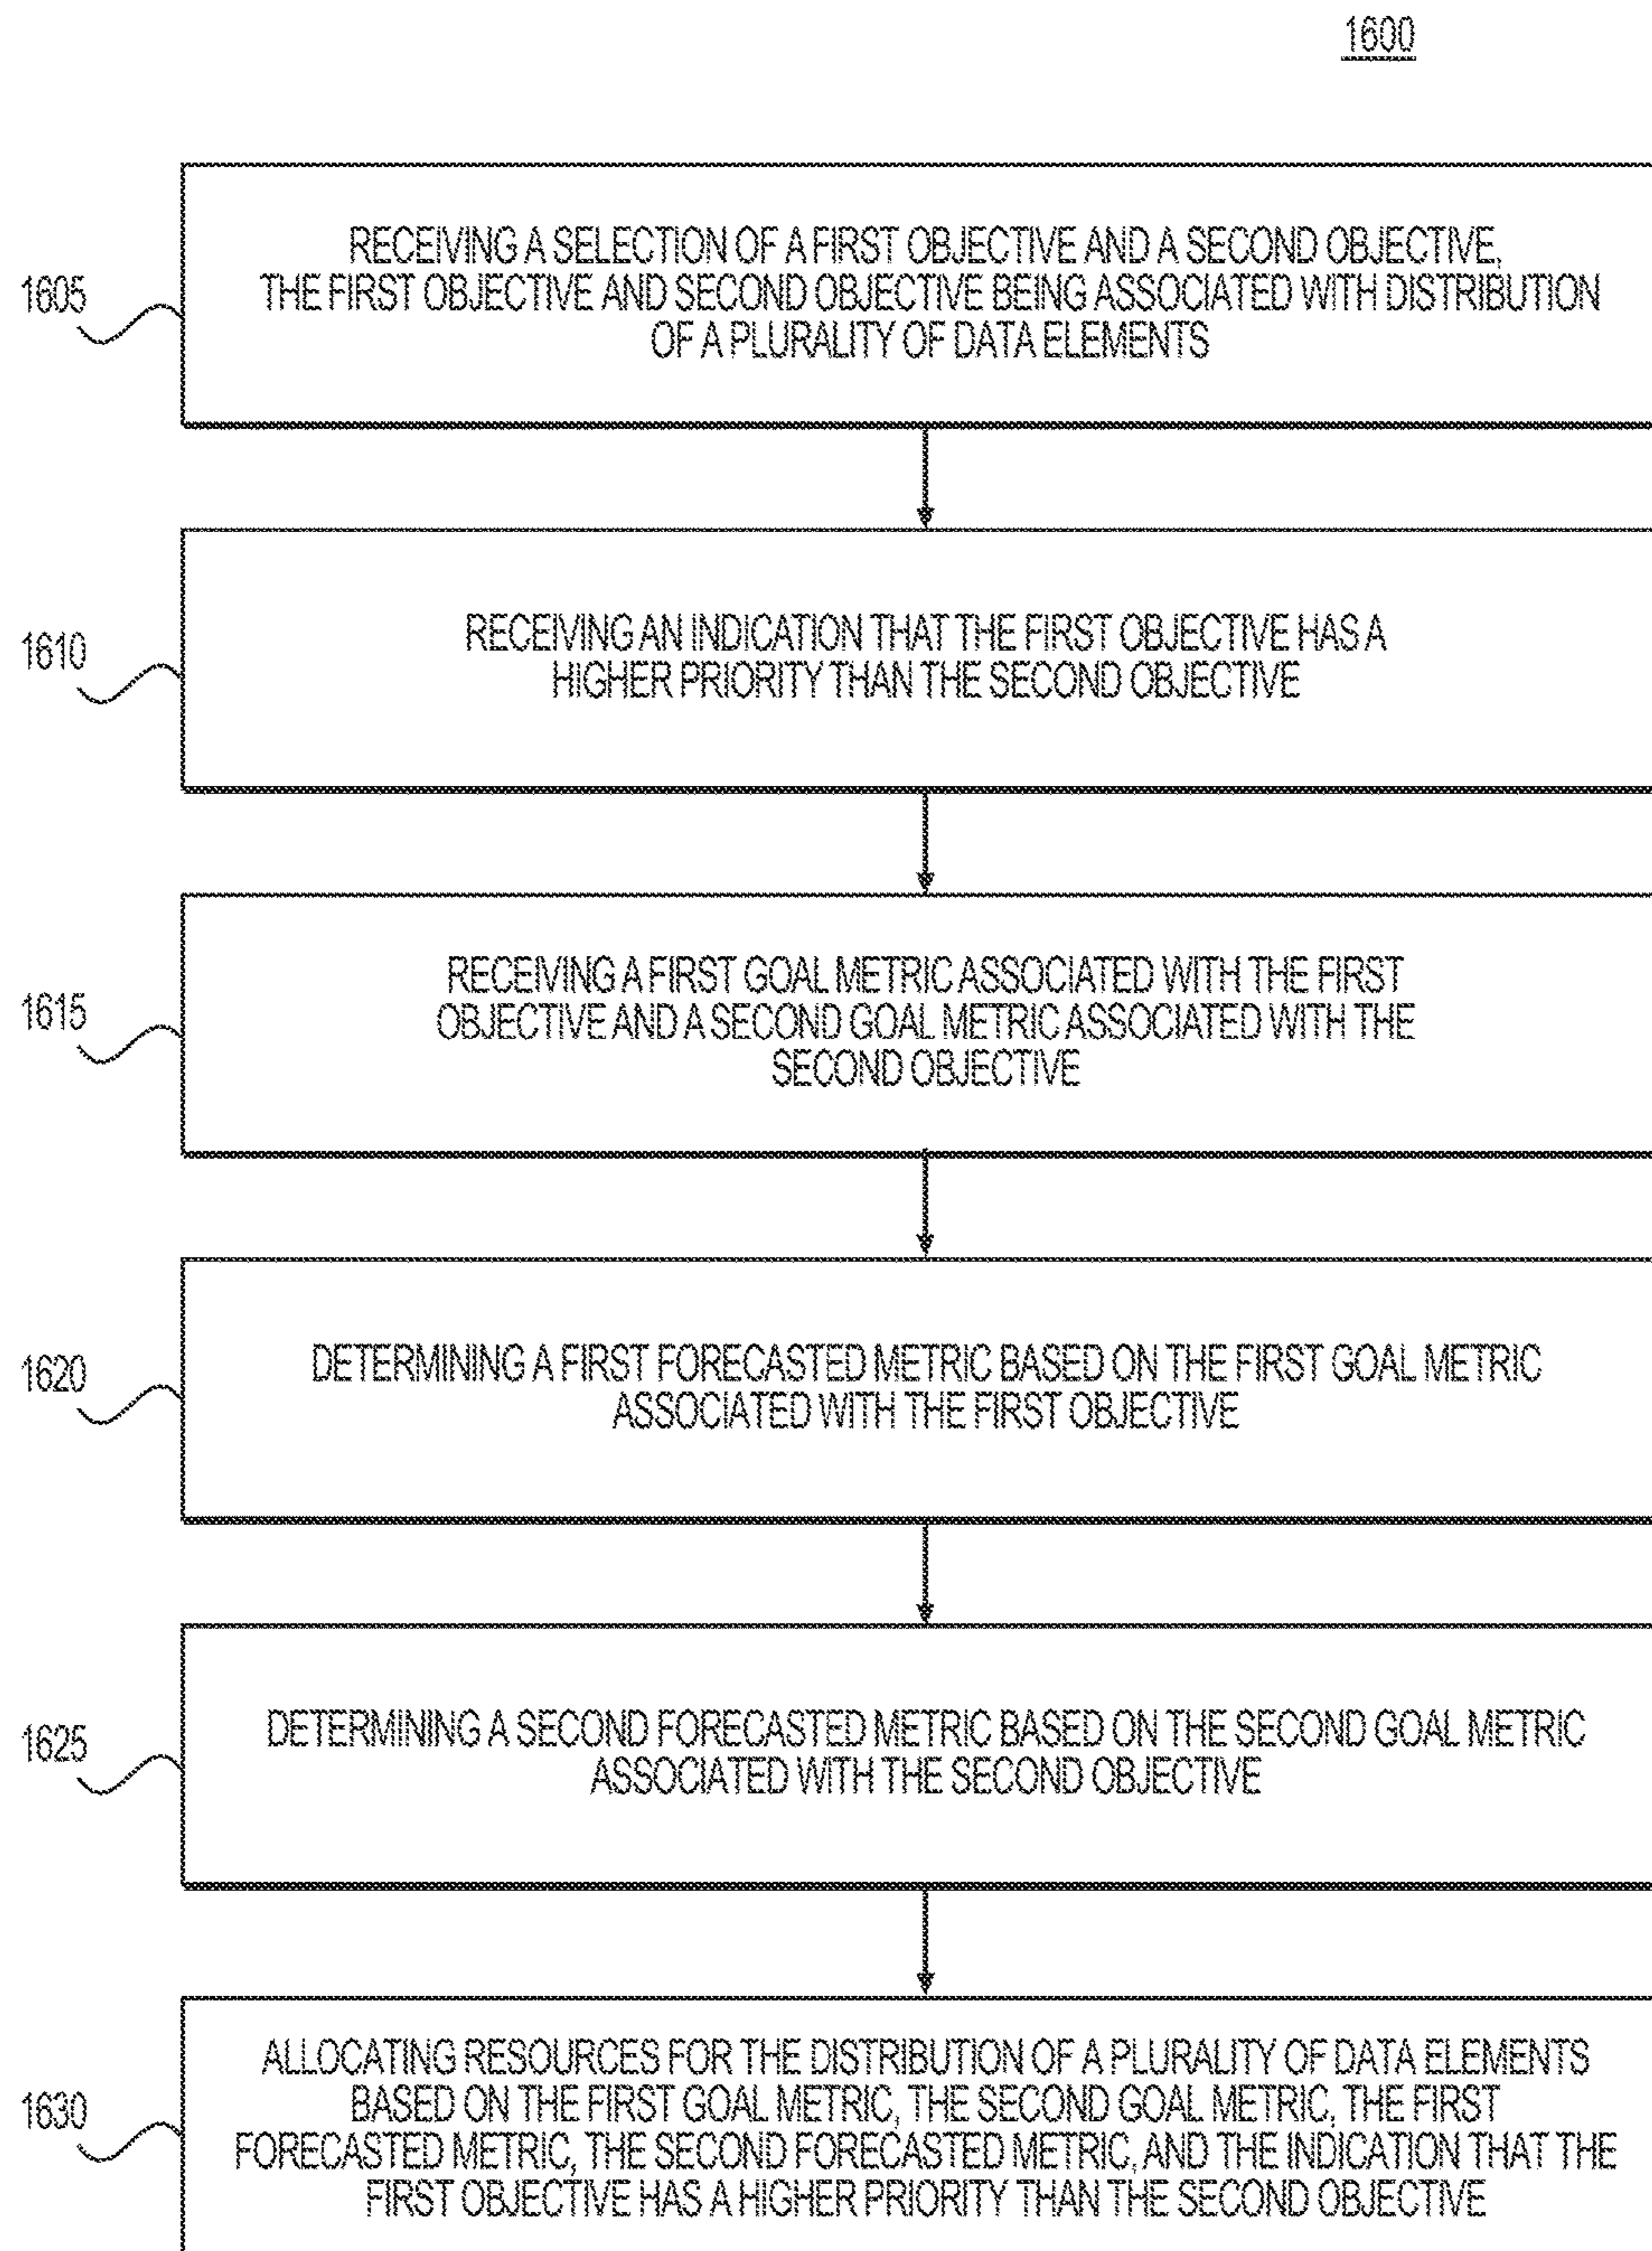 1600
RECEIVING A SELECTION OF A FIRST OBJECTIVE AND A SECOND OBJECTIVE,
THE FIRST OBJECTIVE AND SECOND OBJECTIVE BEING ASSOCIATED WITH DISTRIBUTION
OF A PLURALITY OF DATA ELEMENTS
1605
RECEIVING AN INDICATION THAT THE FIRST OBJECTIVE HAS A
HIGHER PRIORITY THAN THE SECOND OBJECTIVE
1610
RECEIVING A FIRST GOAL METRIC ASSOCIATED WITH THE FIRST
OBJECTIVE AND A SECOND GOAL METRIC ASSOCIATED WITH THE
SECOND OBJECTIVE
1615
DETERMINING A FIRST FORECASTED METRIC BASED ON THE FIRST GOAL METRIC
ASSOCIATED WITH THE FIRST OBJECTIVE
1620
DETERMINING A SECOND FORECASTED METRIC BASED ON THE SECOND GOAL METRIC
ASSOCIATED WITH THE SECOND OBJECTIVE
1625
ALLOCATING RESOURCES FOR THE DISTRIBUTION OF A PLURALITY OF DATA ELEMENTS
BASED ON THE FIRST GOAL METRIC, THE SECOND GOAL METRIC, THE FIRST
FORECASTED METRIC, THE SECOND FORECASTED METRIC, AND THE INDICATION THAT THE
FIRST OBJECTIVE HAS A HIGHER PRIORITY THAN THE SECOND OBJECTIVE
1630